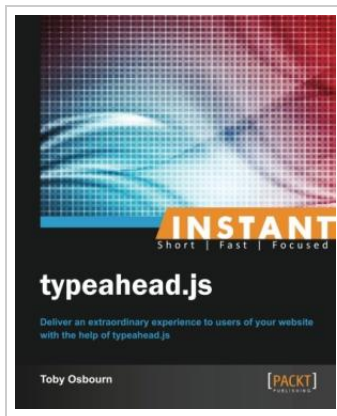 INSTANT
Short | Fast | Focused
typeahead.js
Deliver an extraordinary experience to users of your website
with the help of typeahead.js
Toby Osbourn
[PACKT]
PUBLISHING